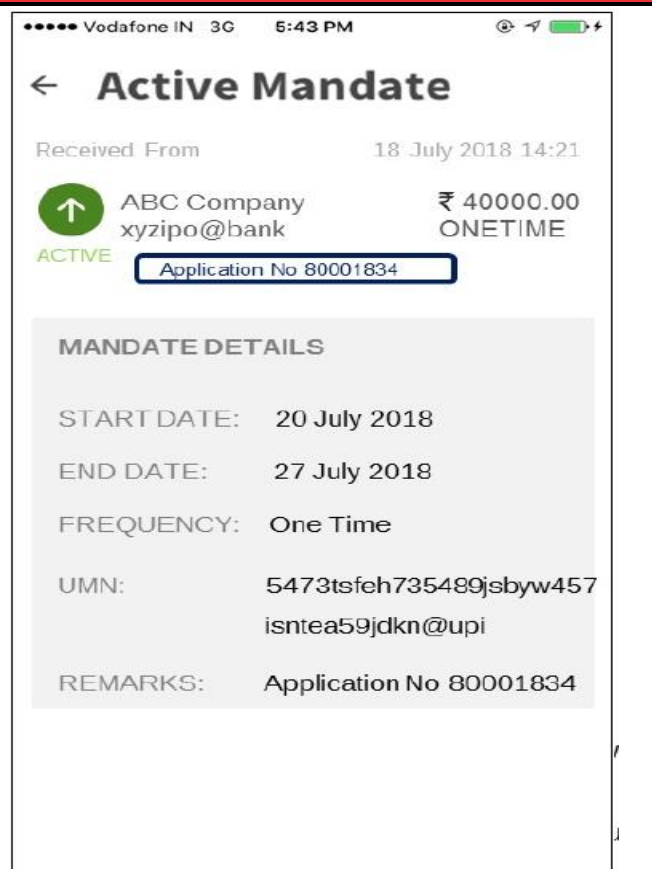 Vodafone IN 3G 5:43 PM
← Active Mandate
Received From 18 July 2018 14:21
ABC Company ₹ 40000.00
xyzipo@bank ONETIME
ACTIVE
Application No 80001834
MANDATE DETAILS
START DATE: 20 July 2018
END DATE: 27 July 2018
FREQUENCY: One Time
UMN: 5473tsfeh735489jsbyw457
isntea59jdkn@upi
REMARKS: Application No 80001834